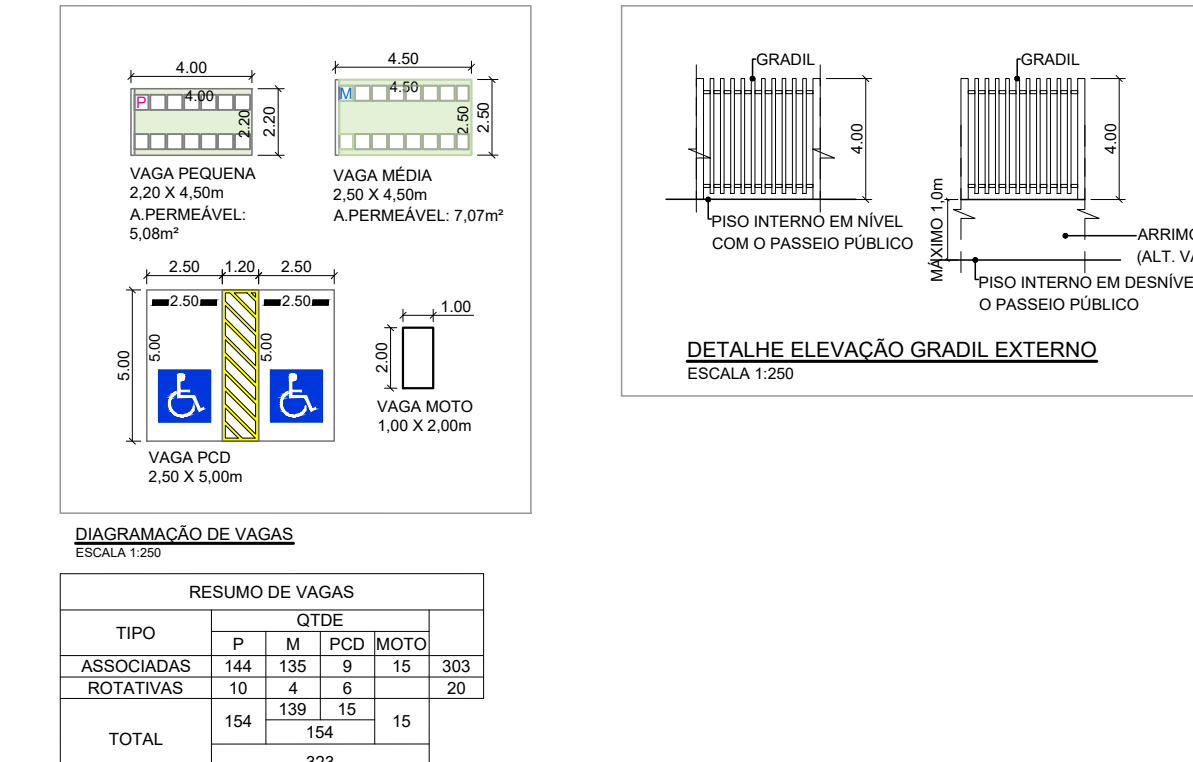 4.00
4.00
P
2.20
2.20
VAGA PEQUENA
2,20 X 4,50m
A.PERMEÁVEL:
5,08m²
4.50
4.50
M
2.50
2.50
VAGA MÉDIA
2,50 X 4,50m
A.PERMEÁVEL: 7,07m²
2.50 1.20 2.50
2.50 2.50
5.00
5.00
5.00
VAGA PCD
2,50 X 5,00m
1.00
2.00
VAGA MOTO
1,00 X 2,00m
DIAGRAMAÇÃO DE VAGAS
ESCALA 1:250
GRADIL
4.00
PISO INTERNO EM NÍVEL
COM O PASSEIO PÚBLICO
GRADIL
4.00
MÁXIMO 1,0m
ARRIMO
(ALT. VA
PISO INTERNO EM DESNÍVE
O PASSEIO PÚBLICO
DETALHE ELEVAÇÃO GRADIL EXTERNO
ESCALA 1:250
RESUMO DE VAGAS
TIPO QTDE
P M PCD MOTO
ASSOCIADAS 144 135 9 15 303
ROTATIVAS 10 4 6 20
TOTAL 154 139 15 15
154
323